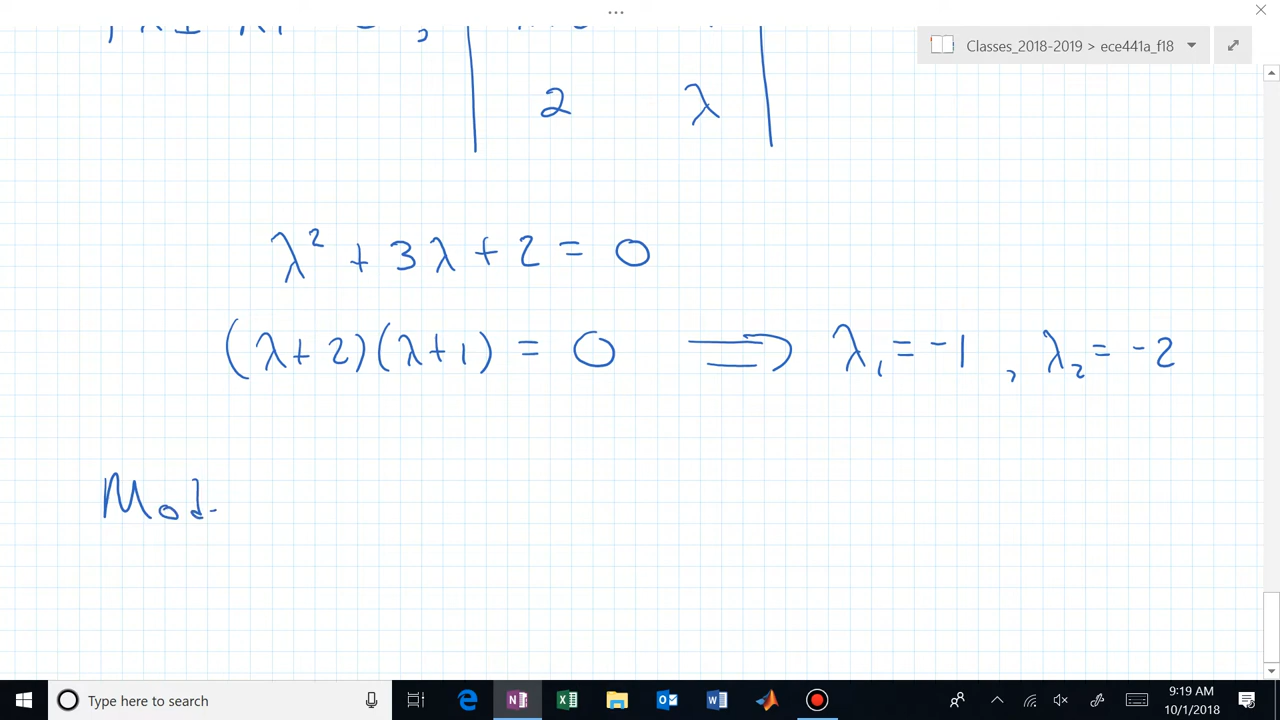 Classes_2018-2019 > ece441a_f18
2 λ
λ² + 3λ + 2 = 0
(λ + 2)(λ + 1) = 0 ⟹ λ₁ = -1 , λ₂ = -2
Mod
Type here to search
9:19 AM
10/1/2018